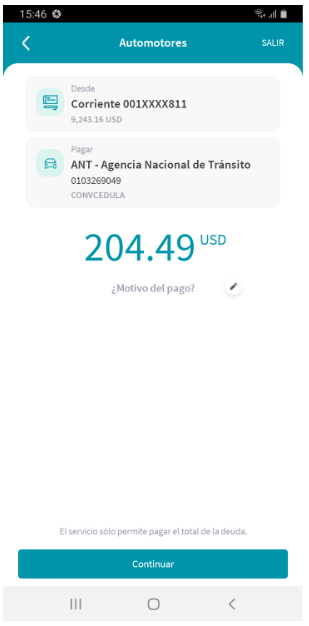 15:46
Automotores
SALIR
Desde
Corriente 001XXXX811
9,243.16 USD
Pagar
ANT - Agencia Nacional de Tránsito
0103269049
CONVCEDULA
204.49 USD
¿Motivo del pago?
El servicio sólo permite pagar el total de la deuda.
Continuar